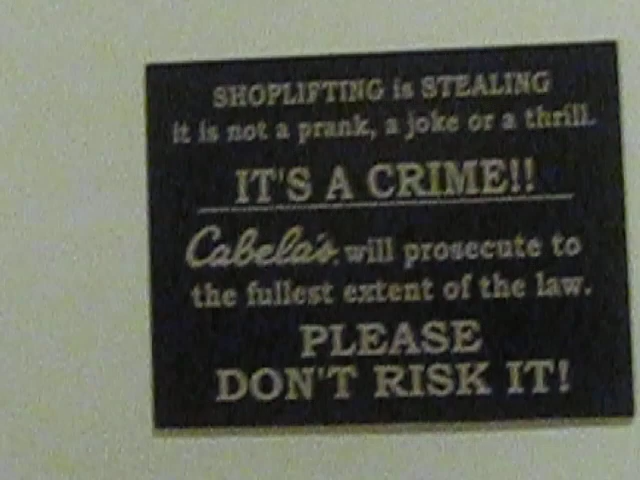 SHOPLIFTING is STEALING
it is not a prank, a joke or a thrill.
IT'S A CRIME!!
Cabela's will prosecute to
the fullest extent of the law.
PLEASE
DON'T RISK IT!